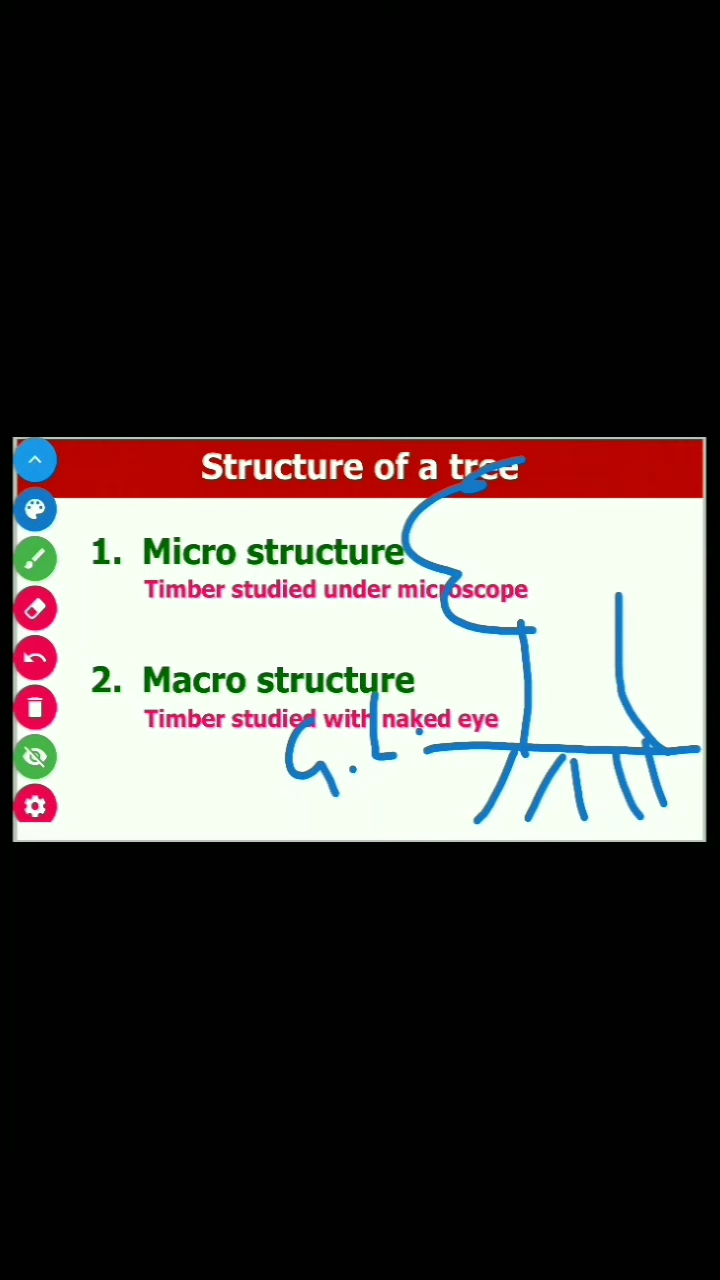 Structure of a tree
1. Micro structure
Timber studied under microscope
2. Macro structure
Timber studied with naked eye
G.L.